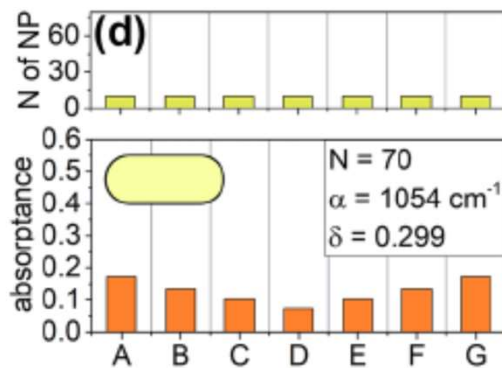 (d)
N of NP
60
30
0
absorptance
0.6
0.5
0.4
0.3
0.2
0.1
0.0
N = 70
α = 1054 cm⁻¹
δ = 0.299
A B C D E F G